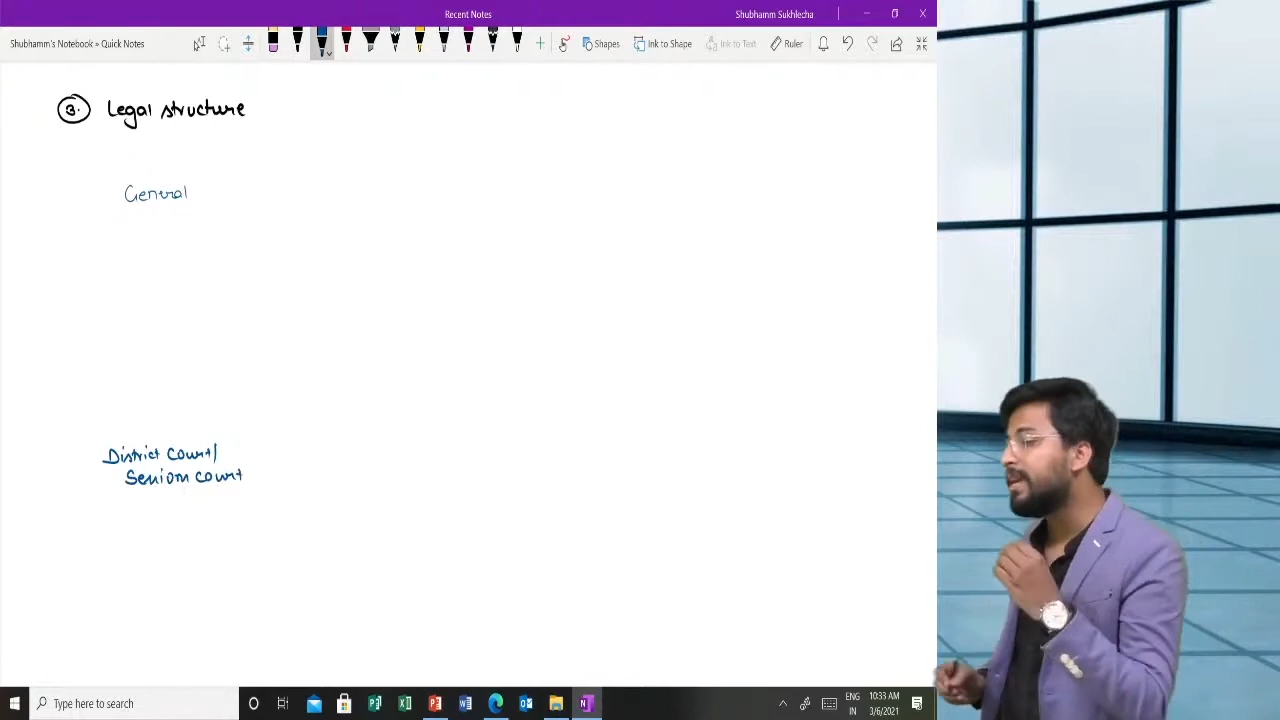 Recent Notes
Shubhamm Sukhlecha
Shubhamm's Notebook » Quick Notes
Shapes
Ink to Shape
Ink to Text
Ruler
3. Legal structure
General
District court/
Seniom court
Type here to search
ENG
IN
10:33 AM
3/6/2021